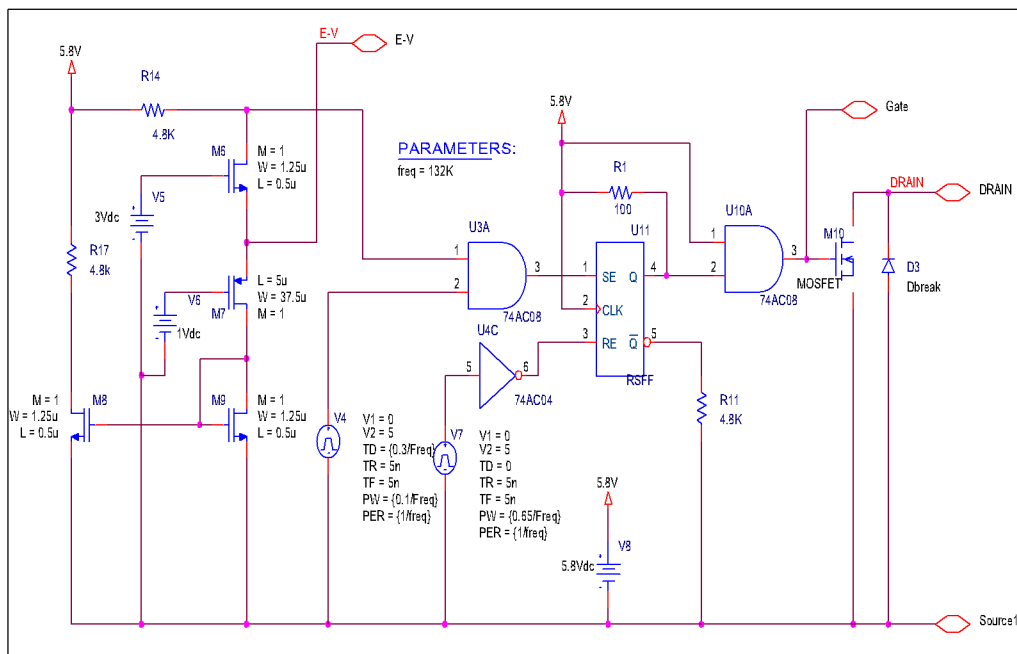 E-V
E-V
5.8V
R14
4.8K
M6
M = 1
W = 1.25u
L = 0.5u
V5
+
-
3Vdc
R17
4.8k
V6
+
-
1Vdc
L = 5u
W = 37.5u
M = 1
M7
M = 1
W = 1.25u
L = 0.5u
M8
M9
M = 1
W = 1.25u
L = 0.5u
PARAMETERS:
freq = 132K
V4
V1 = 0
V2 = 5
TD = {0.3/Freq}
TR = 5n
TF = 5n
PW = {0.1/Freq}
PER = {1/freq}
U3A
1
2
3
74AC08
U4C
5
6
74AC04
V7
V1 = 0
V2 = 5
TD = 0
TR = 5n
TF = 5n
PW = {0.65/Freq}
PER = {1/freq}
5.8V
R1
100
U11
1
SE
Q
4
2
CLK
3
RE
Q
5
RSFF
R11
4.8K
5.8V
V8
+
-
5.8Vdc
U10A
1
2
3
74AC08
Gate
DRAIN
DRAIN
M10
MOSFET
D3
Dbreak
Source1